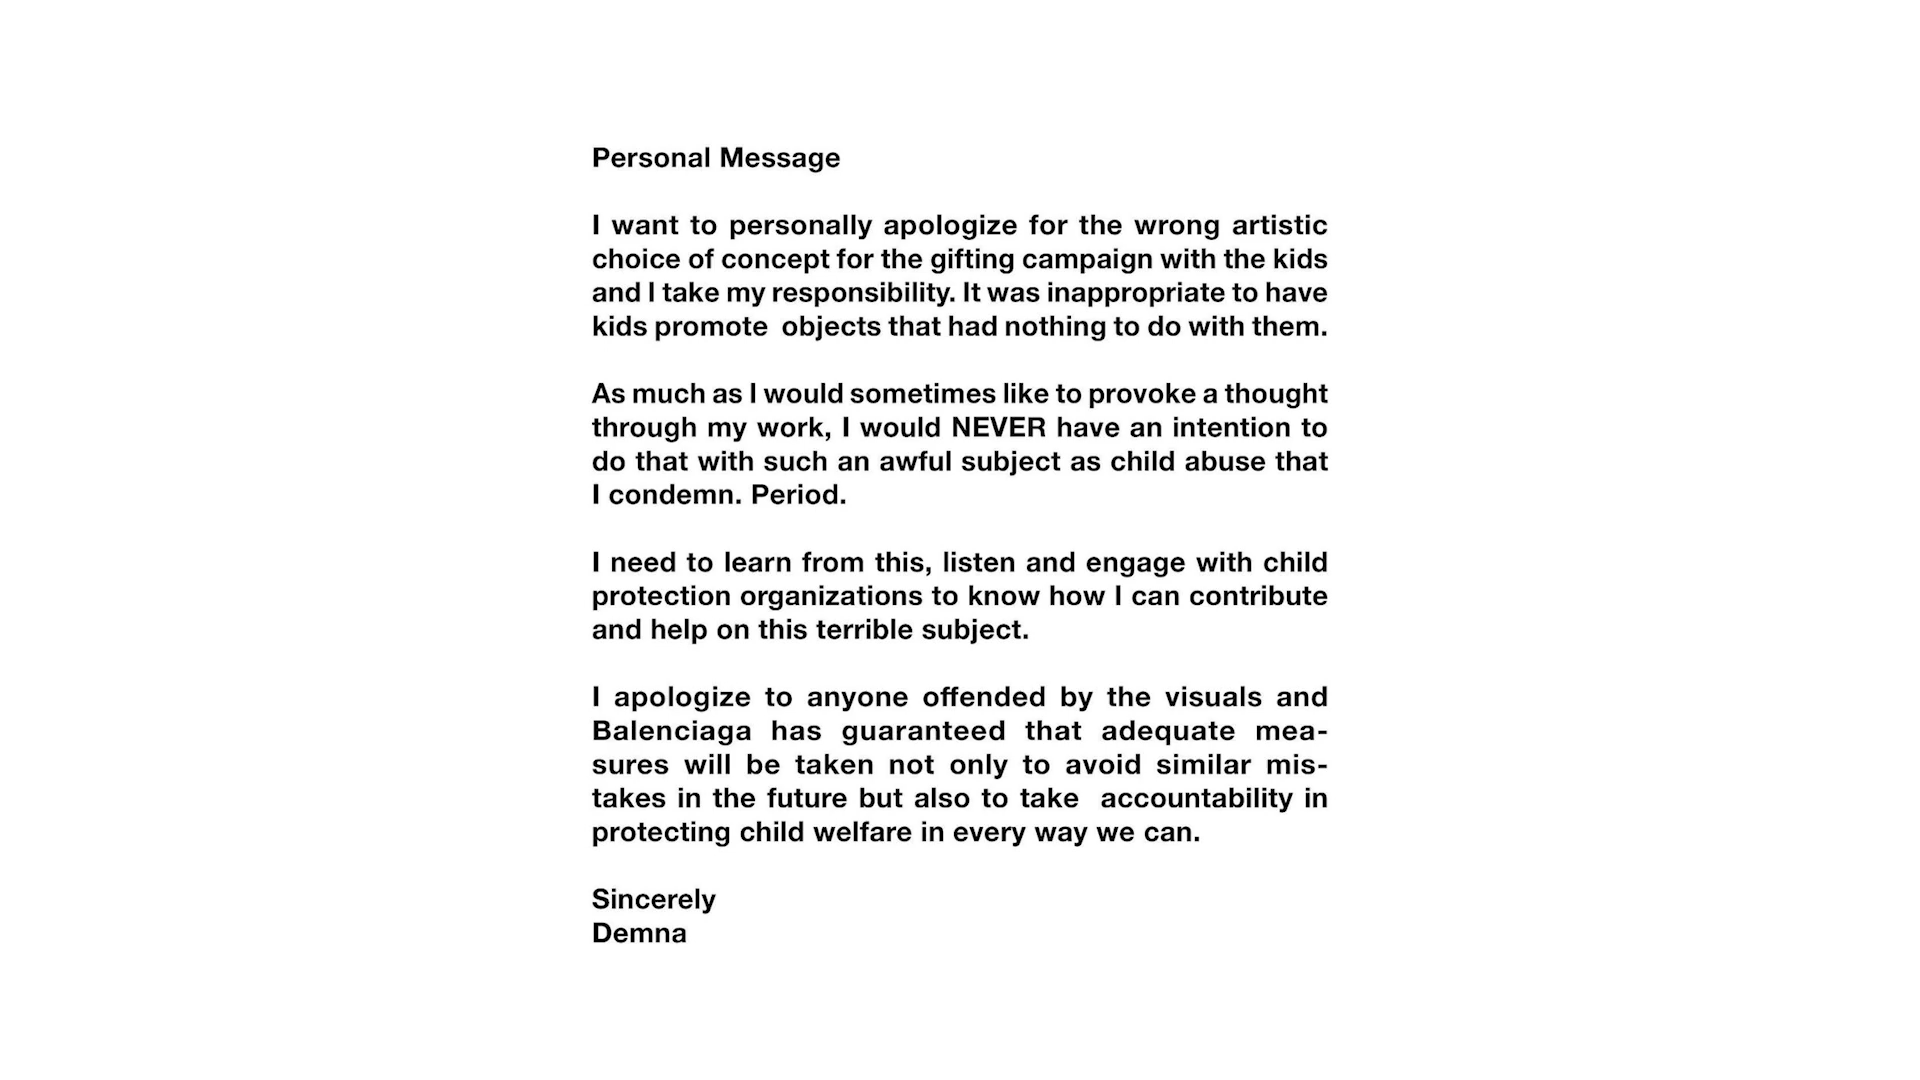 Personal Message
I want to personally apologize for the wrong artistic
choice of concept for the gifting campaign with the kids
and I take my responsibility. It was inappropriate to have
kids promote  objects that had nothing to do with them.
As much as I would sometimes like to provoke a thought
through my work, I would NEVER have an intention to
do that with such an awful subject as child abuse that
I condemn. Period.
I need to learn from this, listen and engage with child
protection organizations to know how I can contribute
and help on this terrible subject.
I apologize to anyone offended by the visuals and
Balenciaga has guaranteed that adequate mea-
sures will be taken not only to avoid similar mis-
takes in the future but also to take  accountability in
protecting child welfare in every way we can.
Sincerely
Demna